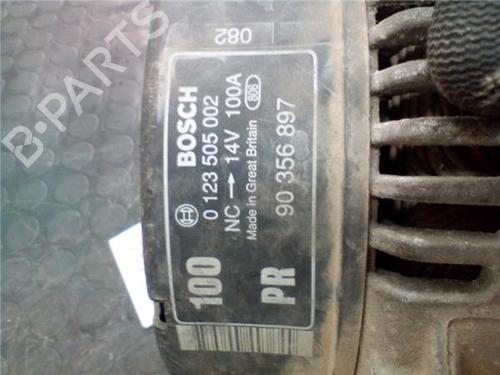 082
BOSCH
0 123 505 002
NC → 14V 100A
Made in Great Britain 806
90 356 897
100 PR
B-PARTS